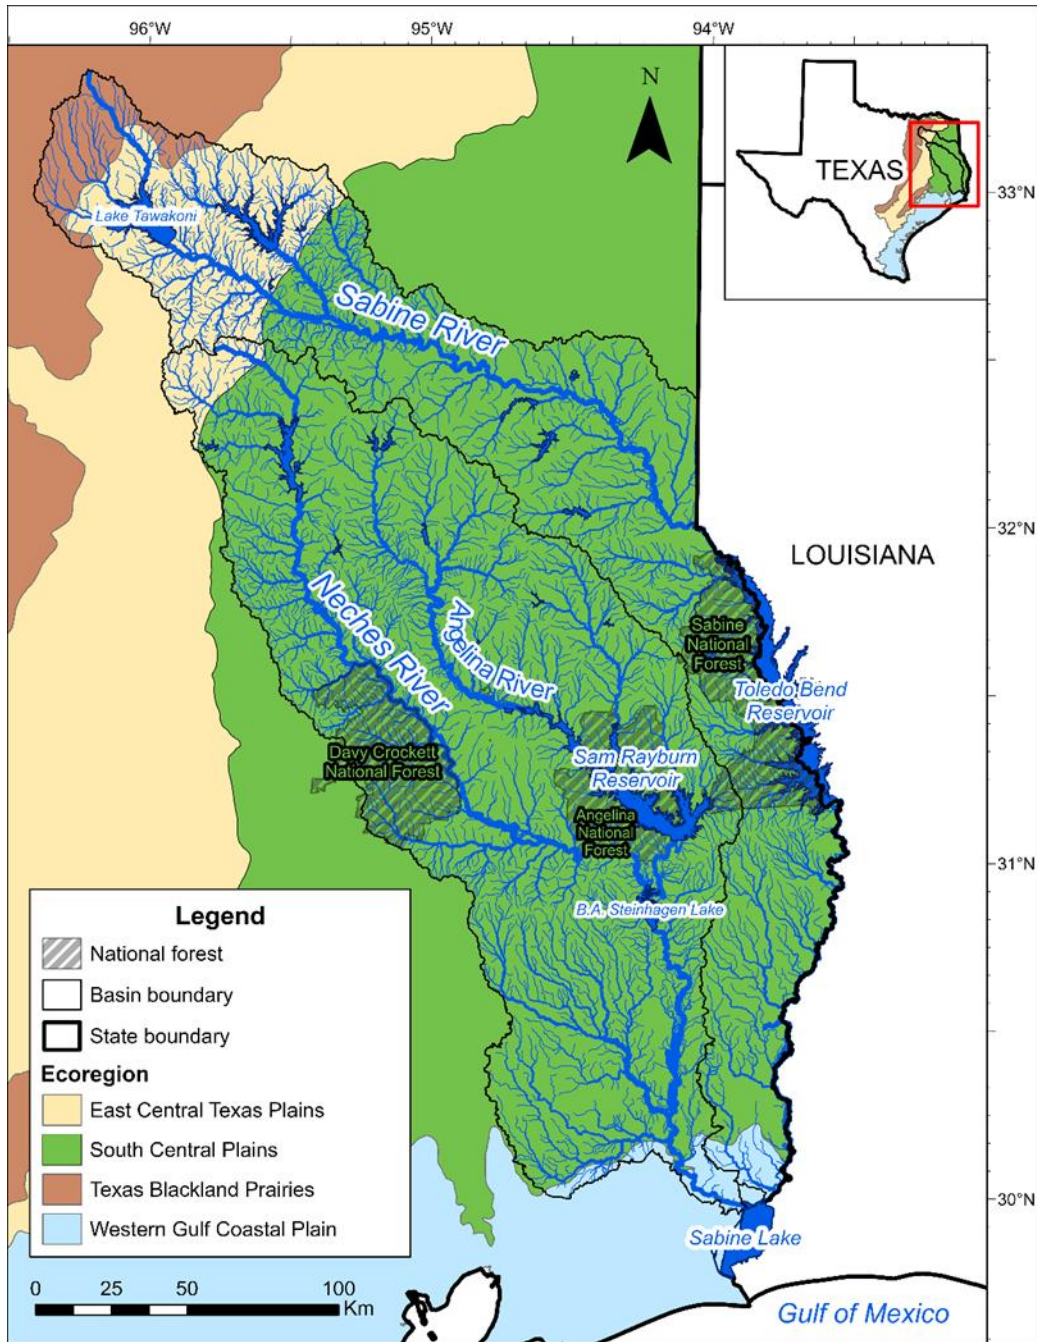 96°W
95°W
94°W
N
TEXAS
33°N
Lake Tawakoni
Sabine River
32°N
LOUISIANA
Neches River
Angelina River
Sabine
National
Forest
Toledo Bend
Reservoir
Davy Crockett
National Forest
Sam Rayburn
Reservoir
Angelina
National
Forest
31°N
B.A. Steinhagen Lake
Legend
National forest
Basin boundary
State boundary
Ecoregion
East Central Texas Plains
South Central Plains
Texas Blackland Prairies
Western Gulf Coastal Plain
30°N
Sabine Lake
0 25 50 100
Km
Gulf of Mexico